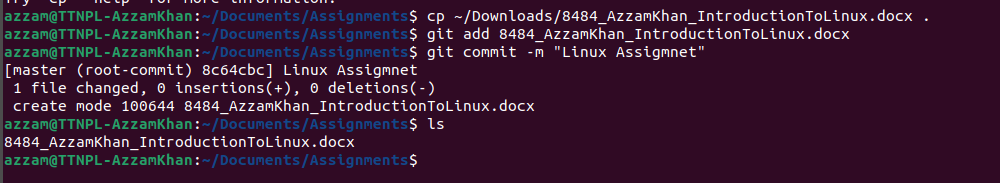 Try 'cp --help' for more information.
azzam@TTNPL-AzzamKhan:~/Documents/Assignments$ cp ~/Downloads/8484_AzzamKhan_IntroductionToLinux.docx .
azzam@TTNPL-AzzamKhan:~/Documents/Assignments$ git add 8484_AzzamKhan_IntroductionToLinux.docx
azzam@TTNPL-AzzamKhan:~/Documents/Assignments$ git commit -m "Linux Assigmnet"
[master (root-commit) 8c64cbc] Linux Assigmnet
 1 file changed, 0 insertions(+), 0 deletions(-)
 create mode 100644 8484_AzzamKhan_IntroductionToLinux.docx
azzam@TTNPL-AzzamKhan:~/Documents/Assignments$ ls
8484_AzzamKhan_IntroductionToLinux.docx
azzam@TTNPL-AzzamKhan:~/Documents/Assignments$